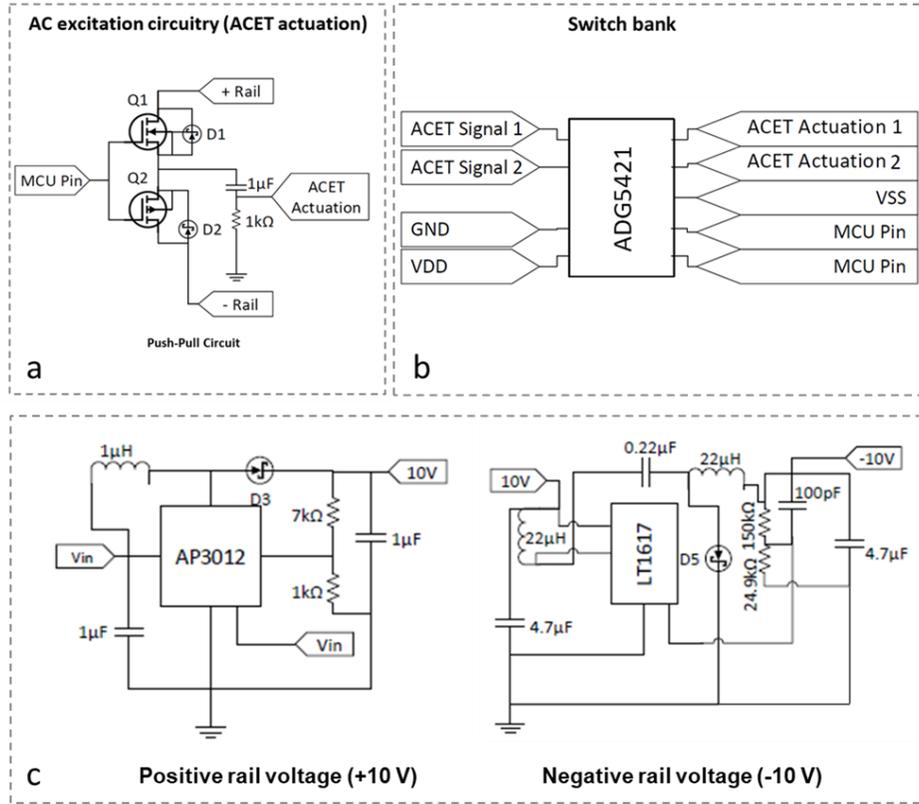 AC excitation circuitry (ACET actuation)
Q1
+ Rail
D1
MCU Pin
Q2
1µF
ACET
Actuation
1kΩ
D2
- Rail
Push-Pull Circuit
a
Switch bank
ACET Signal 1
ACET Signal 2
GND
VDD
ADG5421
ACET Actuation 1
ACET Actuation 2
VSS
MCU Pin
MCU Pin
b
1µH
D3
10V
7kΩ
1µF
Vin
AP3012
1kΩ
1µF
Vin
Positive rail voltage (+10 V)
10V
0.22µF
22µH
-10V
100pF
22µH
LT1617
D5
150kΩ
24.9kΩ
4.7µF
4.7µF
Negative rail voltage (-10 V)
c